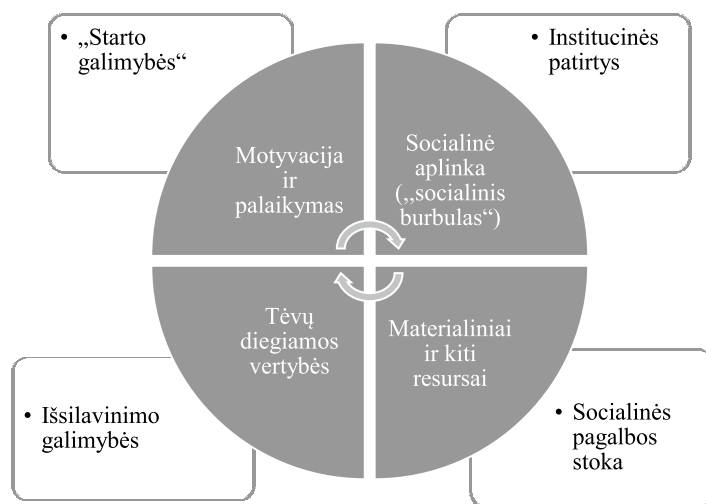 • „Starto
galimybės“
• Institucinės
patirtys
Motyvacija
ir
palaikymas
Socialinė
aplinka
(„socialinis
burbulas“)
Tėvų
diegiamos
vertybės
Materialiniai
ir kiti
resursai
• Išsilavinimo
galimybės
• Socialinės
pagalbos
stoka